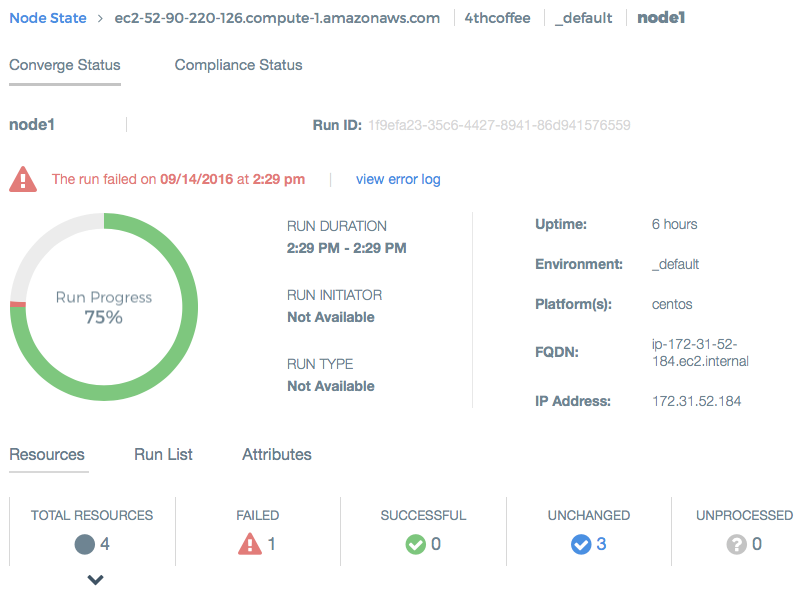 Node State > ec2-52-90-220-126.compute-1.amazonaws.com 4thcoffee _default node1
Converge Status Compliance Status
node1 Run ID: 1f9efa23-35c6-4427-8941-86d941576559
The run failed on 09/14/2016 at 2:29 pm view error log
Run Progress
75%
RUN DURATION
2:29 PM - 2:29 PM
RUN INITIATOR
Not Available
RUN TYPE
Not Available
Uptime: 6 hours
Environment: _default
Platform(s): centos
FQDN: ip-172-31-52-
184.ec2.internal
IP Address: 172.31.52.184
Resources Run List Attributes
TOTAL RESOURCES FAILED SUCCESSFUL UNCHANGED UNPROCESSED
4 1 0 3 0